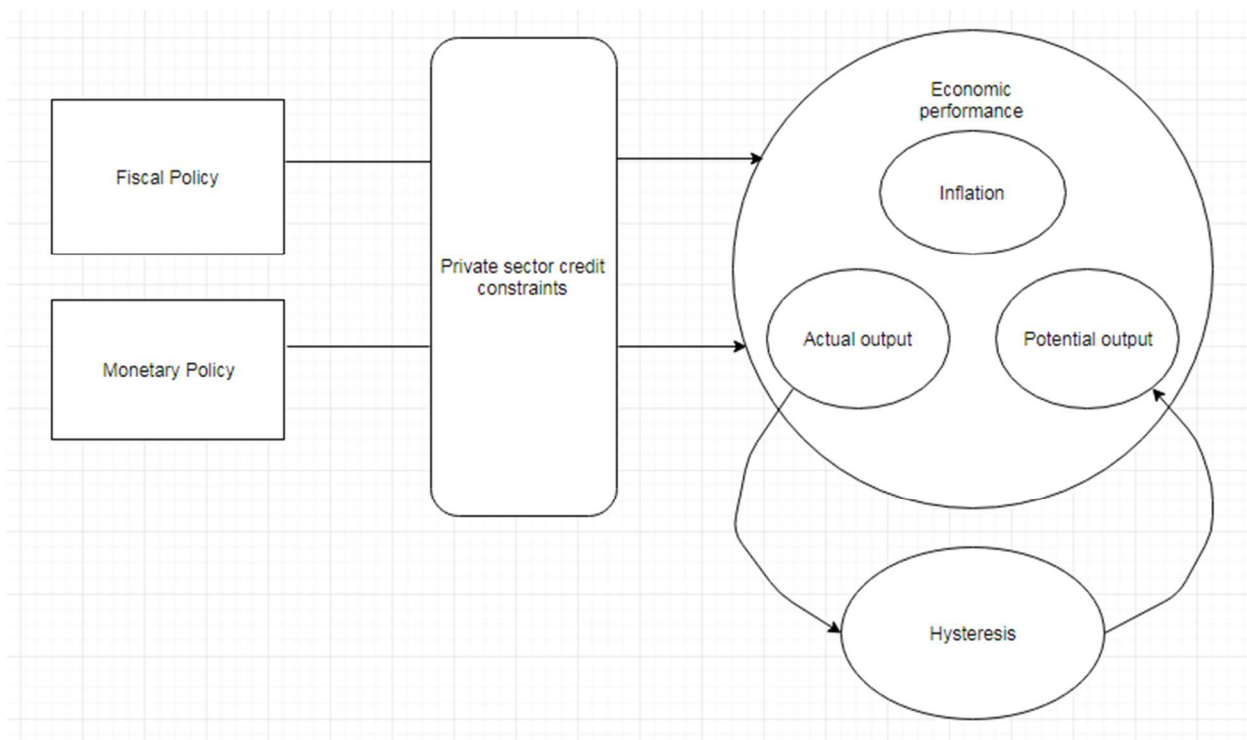 Fiscal Policy
Monetary Policy
Private sector credit
constraints
Economic
performance
Inflation
Actual output
Potential output
Hysteresis